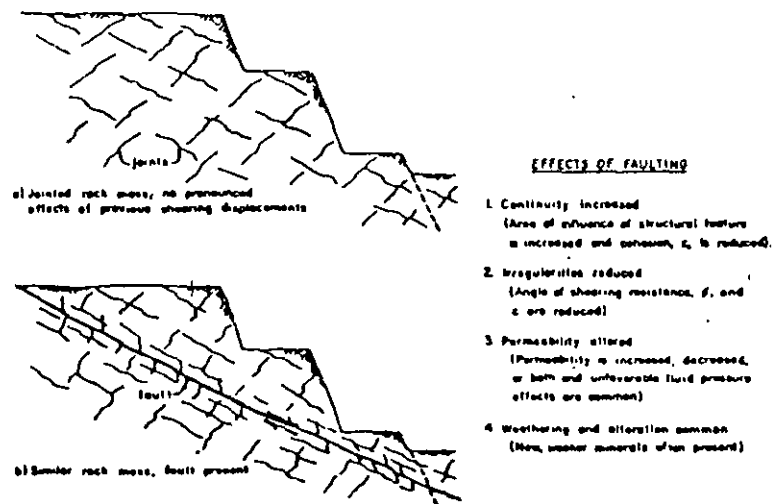 joints
a) Jointed rock mass, no pronounced
effects of previous shearing displacements
fault
b) Similar rock mass, fault present
EFFECTS OF FAULTING
1. Continuity increased
(Area of influence of structural feature
is increased and cohesion, c, is reduced).
2. Irregularities reduced
(Angle of shearing resistance, ϕ, and
c are reduced)
3. Permeability altered
(Permeability is increased, decreased,
or both and unfavorable fluid pressure
effects are common)
4. Weathering and alteration common
(New, weaker minerals often present)